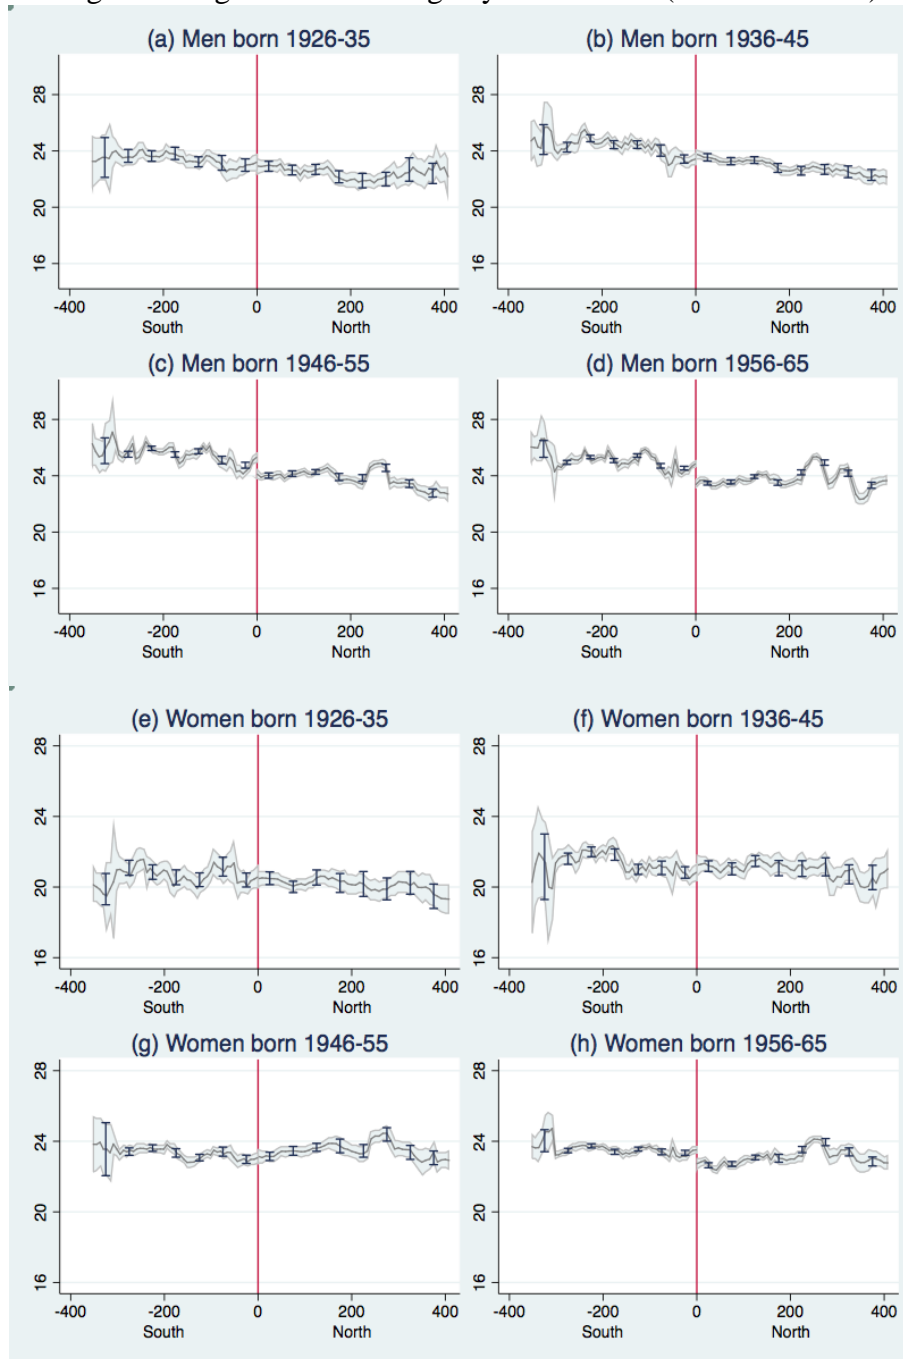 (a) Men born 1926-35
(b) Men born 1936-45
28
24
20
16
-400 -200 0 200 400
South North
28
24
20
16
-400 -200 0 200 400
South North
(c) Men born 1946-55
(d) Men born 1956-65
28
24
20
16
-400 -200 0 200 400
South North
28
24
20
16
-400 -200 0 200 400
South North
(e) Women born 1926-35
(f) Women born 1936-45
28
24
20
16
-400 -200 0 200 400
South North
28
24
20
16
-400 -200 0 200 400
South North
(g) Women born 1946-55
(h) Women born 1956-65
28
24
20
16
-400 -200 0 200 400
South North
28
24
20
16
-400 -200 0 200 400
South North